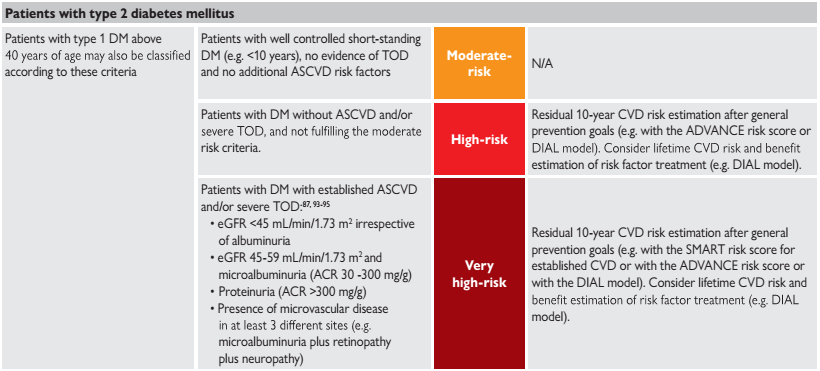 Patients with type 2 diabetes mellitus
Patients with type 1 DM above
40 years of age may also be classified
according to these criteria
Patients with well controlled short-standing
DM (e.g. <10 years), no evidence of TOD
and no additional ASCVD risk factors
Moderate-
risk
N/A
Patients with DM without ASCVD and/or
severe TOD, and not fulfilling the moderate
risk criteria.
High-risk
Residual 10-year CVD risk estimation after general
prevention goals (e.g. with the ADVANCE risk score or
DIAL model). Consider lifetime CVD risk and benefit
estimation of risk factor treatment (e.g. DIAL model).
Patients with DM with established ASCVD
and/or severe TOD:87, 93-95
• eGFR <45 mL/min/1.73 m2 irrespective
of albuminuria
• eGFR 45-59 mL/min/1.73 m2 and
microalbuminuria (ACR 30 -300 mg/g)
• Proteinuria (ACR >300 mg/g)
• Presence of microvascular disease
in at least 3 different sites (e.g.
microalbuminuria plus retinopathy
plus neuropathy)
Very
high-risk
Residual 10-year CVD risk estimation after general
prevention goals (e.g. with the SMART risk score for
established CVD or with the ADVANCE risk score or
with the DIAL model). Consider lifetime CVD risk and
benefit estimation of risk factor treatment (e.g. DIAL
model).